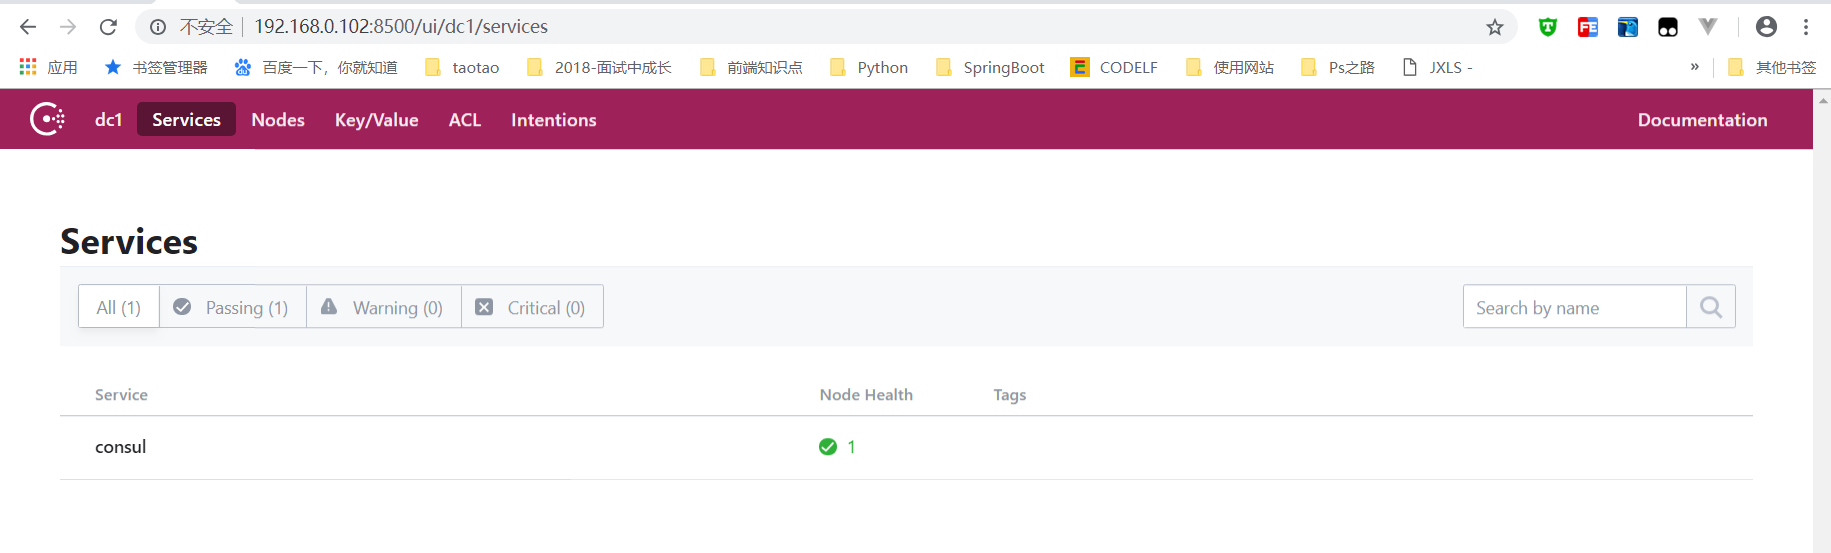 不安全 192.168.0.102:8500/ui/dc1/services
应用 书签管理器 百度一下，你就知道 taotao 2018-面试中成长 前端知识点 Python SpringBoot CODELF 使用网站 Ps之路 JXLS - » 其他书签
dc1 Services Nodes Key/Value ACL Intentions Documentation
Services
All (1) Passing (1) Warning (0) Critical (0) Search by name
Service Node Health Tags
consul 1